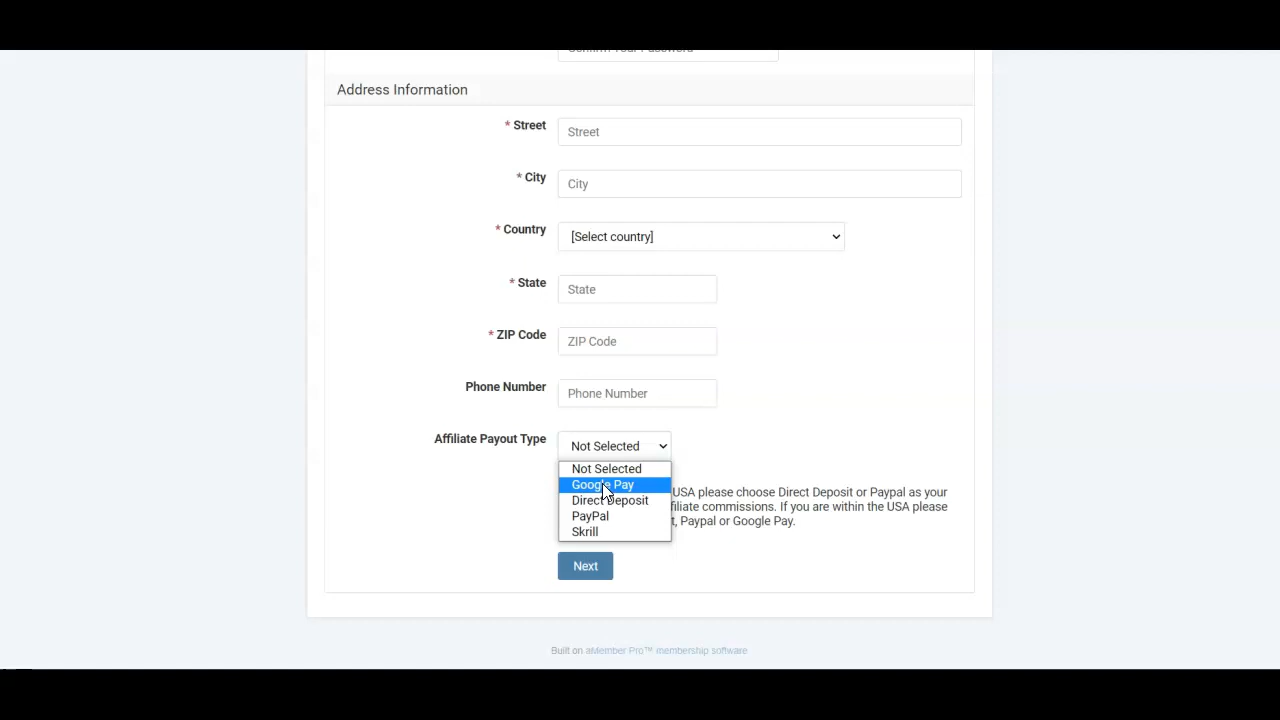 Address Information
* Street
Street
* City
City
* Country
[Select country]
* State
State
* ZIP Code
ZIP Code
Phone Number
Phone Number
Affiliate Payout Type
Not Selected
Not Selected
Google Pay
Direct Deposit
PayPal
Skrill
USA please choose Direct Deposit or Paypal as your
filiate commissions. If you are within the USA please
t, Paypal or Google Pay.
Next
Built on aMember Pro™ membership software